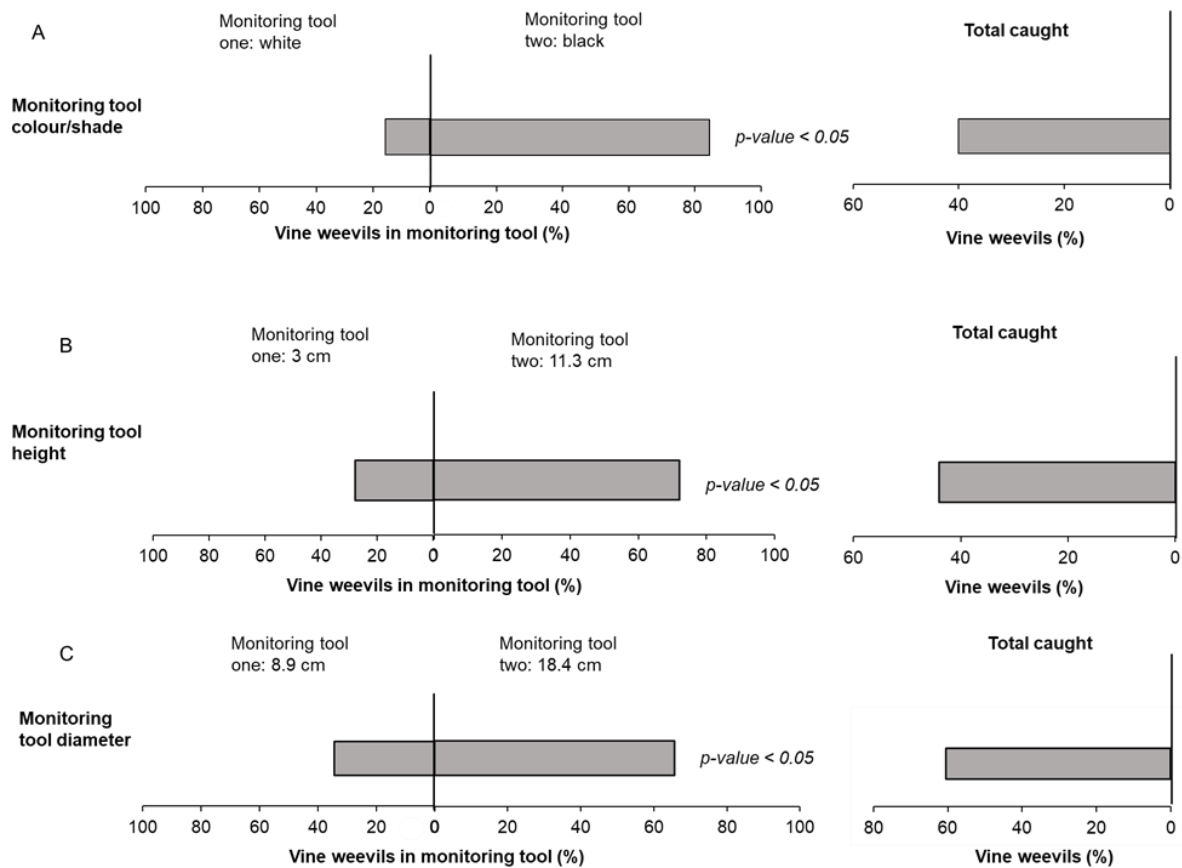 A
Monitoring tool
one: white
Monitoring tool
two: black
Total caught
Monitoring tool
colour/shade
p-value < 0.05
100 80 60 40 20 0 20 40 60 80 100
Vine weevils in monitoring tool (%)
60 40 20 0
Vine weevils (%)
B
Monitoring tool
one: 3 cm
Monitoring tool
two: 11.3 cm
Total caught
Monitoring tool
height
p-value < 0.05
100 80 60 40 20 0 20 40 60 80 100
Vine weevils in monitoring tool (%)
60 40 20 0
Vine weevils (%)
C
Monitoring tool
one: 8.9 cm
Monitoring tool
two: 18.4 cm
Total caught
Monitoring
tool diameter
p-value < 0.05
100 80 60 40 20 0 20 40 60 80 100
Vine weevils in monitoring tool (%)
80 60 40 20 0
Vine weevils (%)